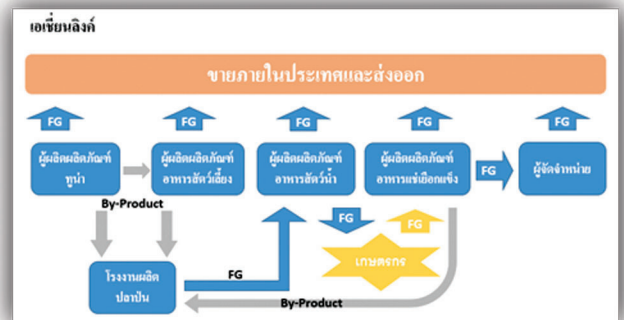 เอเชี่ยนลิงค์
ขายภายในประเทศและส่งออก
FG FG FG FG FG
ผู้ผลิตผลิตภัณฑ์
ทูน่า
ผู้ผลิตผลิตภัณฑ์
อาหารสัตว์เลี้ยง
ผู้ผลิตผลิตภัณฑ์
อาหารสัตว์น้ำ
ผู้ผลิตผลิตภัณฑ์
อาหารแช่เยือกแข็ง
FG
ผู้จัดจำหน่าย
By-Product
FG
FG
เกษตรกร
โรงงานผลิต
ปลาป่น
FG
By-Product